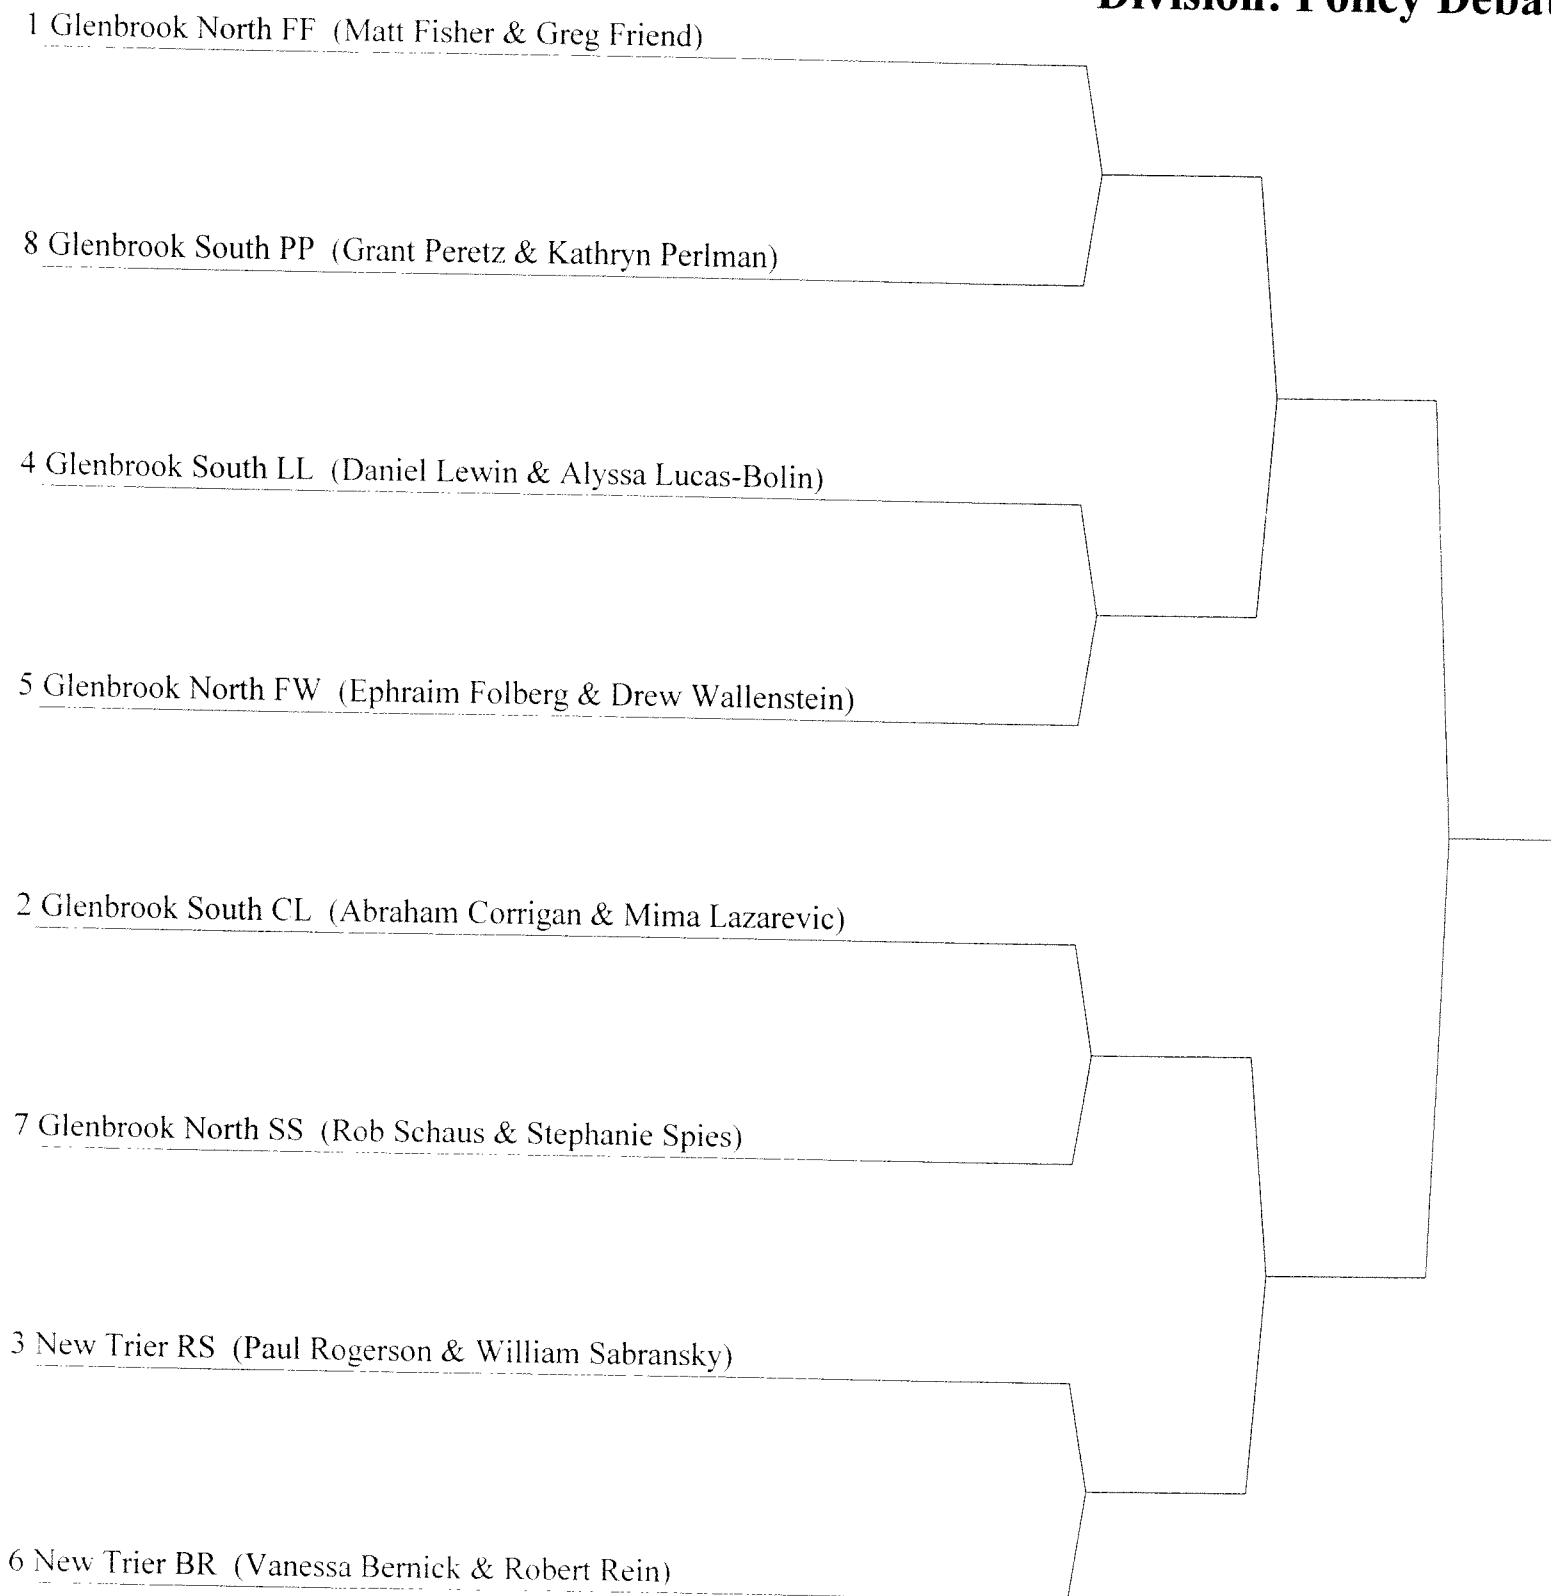 Division: Policy Debat
1 Glenbrook North FF (Matt Fisher & Greg Friend)
8 Glenbrook South PP (Grant Peretz & Kathryn Perlman)
4 Glenbrook South LL (Daniel Lewin & Alyssa Lucas-Bolin)
5 Glenbrook North FW (Ephraim Folberg & Drew Wallenstein)
2 Glenbrook South CL (Abraham Corrigan & Mima Lazarevic)
7 Glenbrook North SS (Rob Schaus & Stephanie Spies)
3 New Trier RS (Paul Rogerson & William Sabransky)
6 New Trier BR (Vanessa Bernick & Robert Rein)